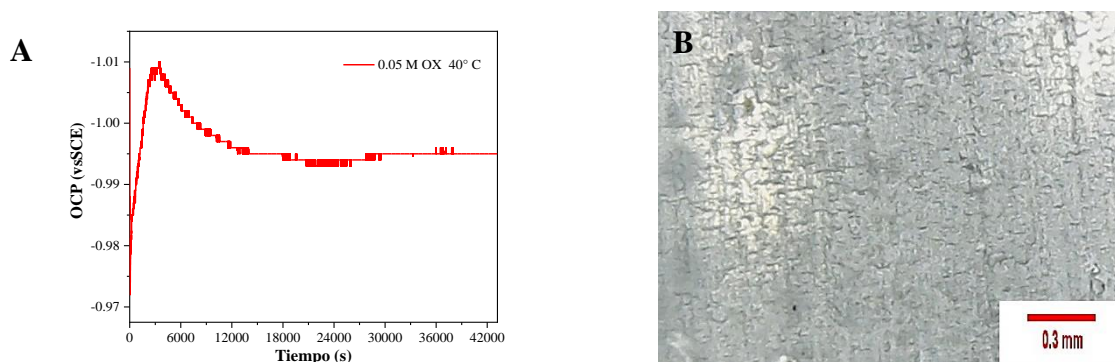 A
B
-1.01
-1.00
-0.99
-0.98
-0.97
OCP (vsSCE)
0.05 M OX 40° C
0 6000 12000 18000 24000 30000 36000 42000
Tiempo (s)
0.3 mm